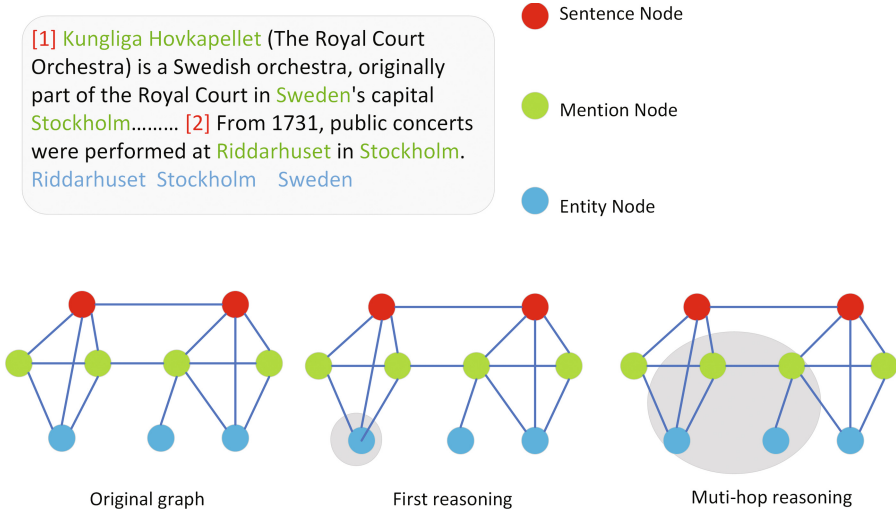 [1] Kungliga Hovkapellet (The Royal Court
Orchestra) is a Swedish orchestra, originally
part of the Royal Court in Sweden's capital
Stockholm......... [2] From 1731, public concerts
were performed at Riddarhuset in Stockholm.
Riddarhuset Stockholm Sweden
Sentence Node
Mention Node
Entity Node
Original graph
First reasoning
Muti-hop reasoning